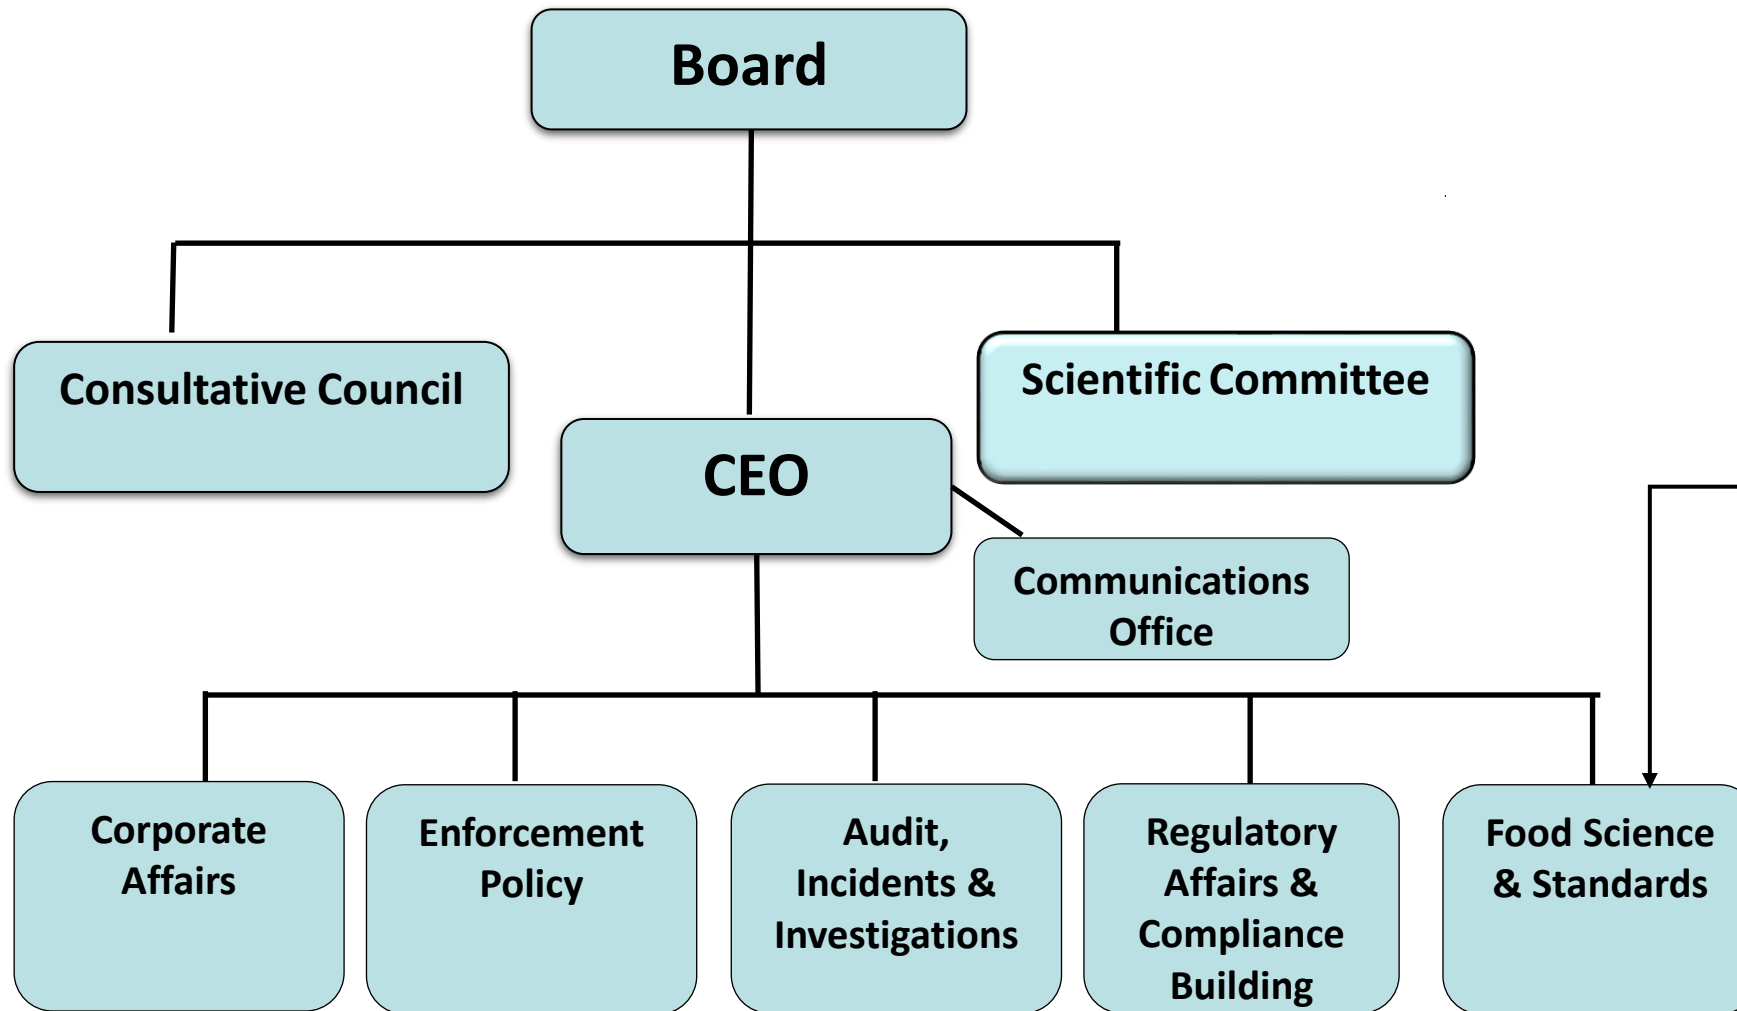 Board
Consultative Council
Scientific Committee
CEO
Communications
Office
Corporate
Affairs
Enforcement
Policy
Audit,
Incidents &
Investigations
Regulatory
Affairs &
Compliance
Building
Food Science
& Standards